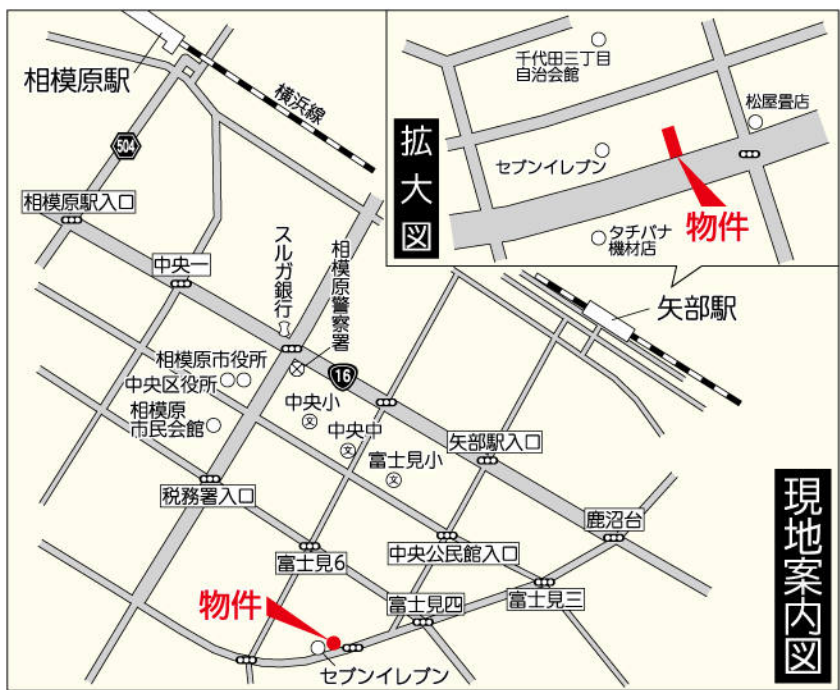 相模原駅
横浜線
504
相模原駅入口
中央一
スルガ銀行
相模原警察署
相模原市役所
中央区役所
相模原
市民会館
16
中央小
文
中央中
文
富士見小
文
矢部駅入口
矢部駅
税務署入口
富士見6
中央公民館入口
鹿沼台
富士見四
富士見三
物件
セブンイレブン
現地案内図
拡大図
千代田三丁目
自治会館
松屋畳店
セブンイレブン
物件
タチバナ
機材店